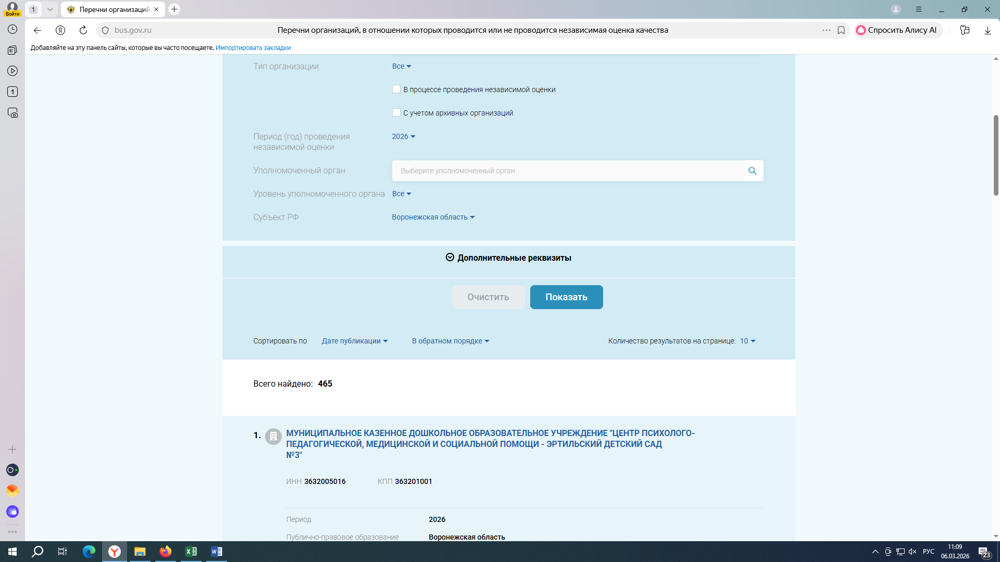 Войти
1
Перечни организаций,
bus.gov.ru
Перечни организаций, в отношении которых проводится или не проводится независимая оценка качества
Спросить Алису AI
Добавляйте на эту панель сайты, которые вы часто посещаете. Импортировать закладки
Тип организации
Все
В процессе проведения независимой оценки
1
С учетом архивных организаций
Период (год) проведения
независимой оценки
2026
Уполномоченный орган
Выберите уполномоченный орган
Уровень уполномоченного органа
Все
Субъект РФ
Воронежская область
Дополнительные реквизиты
Очистить
Показать
Сортировать по
Дате публикации
В обратном порядке
Количество результатов на странице: 10
Всего найдено: 465
1.
МУНИЦИПАЛЬНОЕ КАЗЕННОЕ ДОШКОЛЬНОЕ ОБРАЗОВАТЕЛЬНОЕ УЧРЕЖДЕНИЕ "ЦЕНТР ПСИХОЛОГО-
ПЕДАГОГИЧЕСКОЙ, МЕДИЦИНСКОЙ И СОЦИАЛЬНОЙ ПОМОЩИ - ЭРТИЛЬСКИЙ ДЕТСКИЙ САД
№3"
ИНН 3632005016
КПП 363201001
Период
2026
Публично-правовое образование
Воронежская область
РУС
11:09
06.03.2026
23